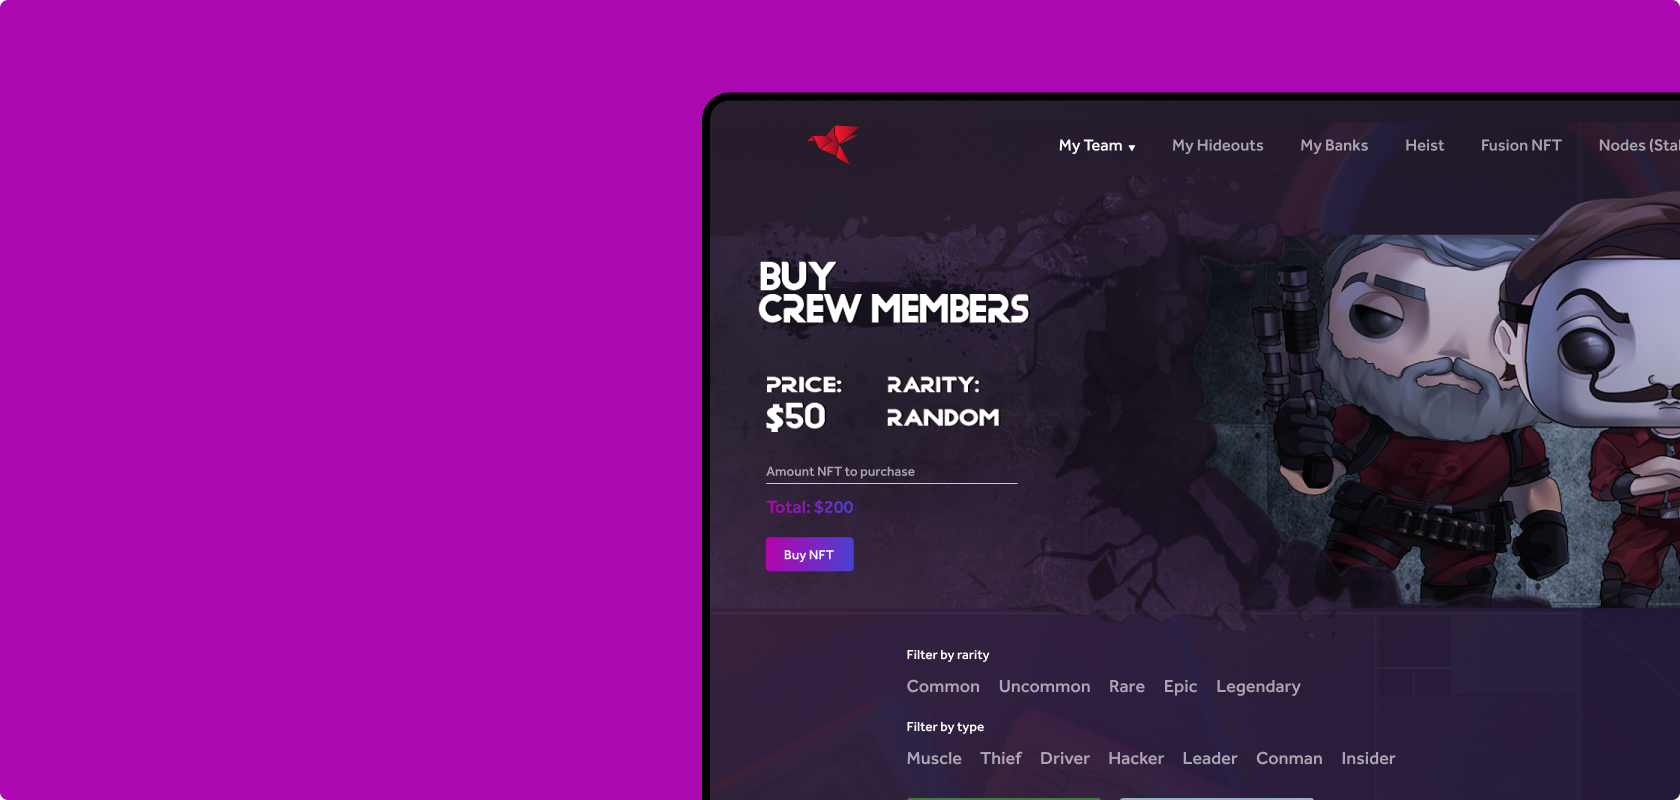 My Team ▼ My Hideouts My Banks Heist Fusion NFT Nodes
BUY
CREW MEMBERS
PRICE: RARITY:
$50 RANDOM
Amount NFT to purchase
Total: $200
Buy NFT
Filter by rarity
Common Uncommon Rare Epic Legendary
Filter by type
Muscle Thief Driver Hacker Leader Conman Insider